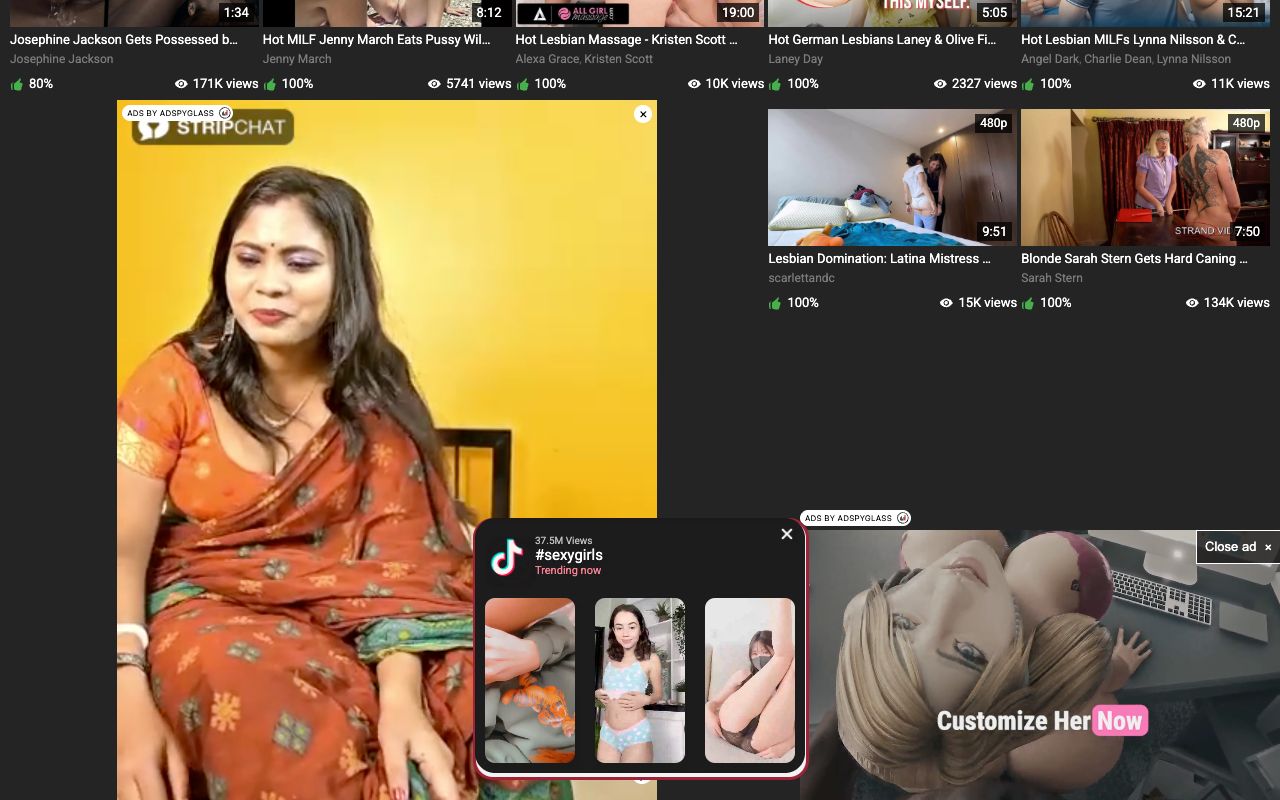 THIS MYSELF.
ALL GIRL
massage
1:34
8:12
19:00
5:05
15:21
Josephine Jackson Gets Possessed b...
Hot MILF Jenny March Eats Pussy Wil...
Hot Lesbian Massage - Kristen Scott ...
Hot German Lesbians Laney & Olive Fi...
Hot Lesbian MILFs Lynna Nilsson & C...
Josephine Jackson
Jenny March
Alexa Grace, Kristen Scott
Laney Day
Angel Dark, Charlie Dean, Lynna Nilsson
80%
171K views
100%
5741 views
100%
10K views
100%
2327 views
100%
11K views
ADS BY ADSPYGLASS
STRIPCHAT
480p
9:51
480p
STRAND VI
7:50
Lesbian Domination: Latina Mistress ...
Blonde Sarah Stern Gets Hard Caning ...
scarlettandc
Sarah Stern
100%
15K views
100%
134K views
37.5M Views
#sexygirls
Trending now
ADS BY ADSPYGLASS
Close ad ×
Customize Her Now